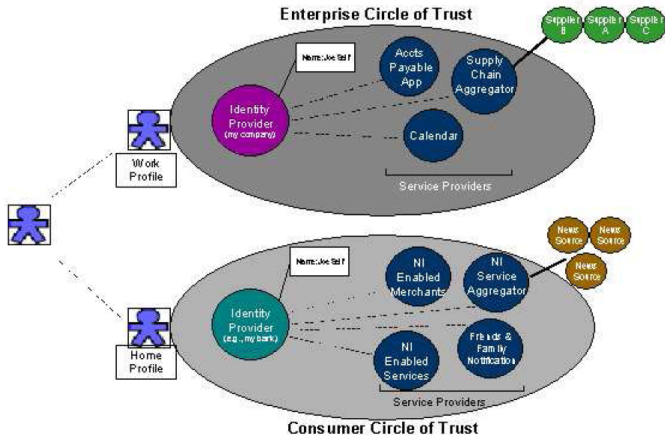 Enterprise Circle of Trust
Supplier
B
Supplier
A
Supplier
C
Name:Joe Self
Accts
Payable
App
Supply
Chain
Aggregator
Identity
Provider
(my company)
Calendar
Work
Profile
Service Providers
Name:Joe Self
NI
Enabled
Merchants
NI
Service
Aggregator
News
Source
News
Source
News
Source
Identity
Provider
(e.g., my bank)
NI
Enabled
Services
Friends &
Family
Notification
Home
Profile
Service Providers
Consumer Circle of Trust